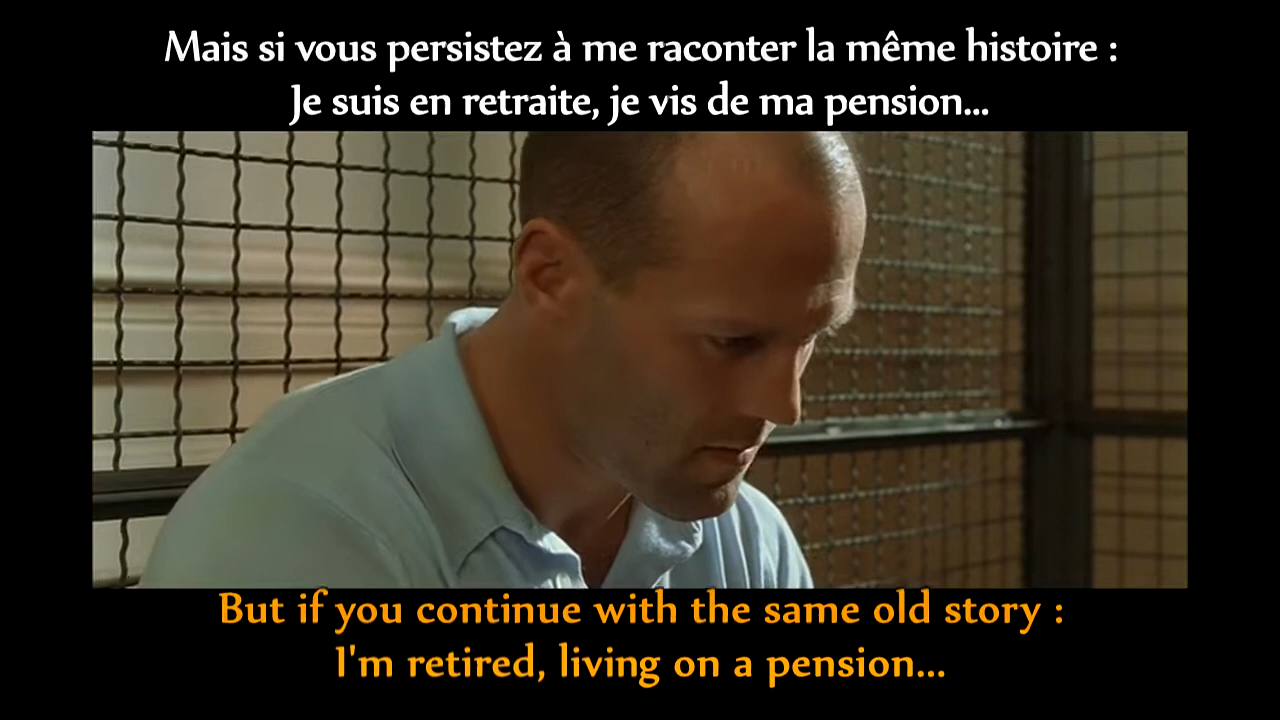 Mais si vous persistez à me raconter la même histoire :
Je suis en retraite, je vis de ma pension...
But if you continue with the same old story :
I'm retired, living on a pension...